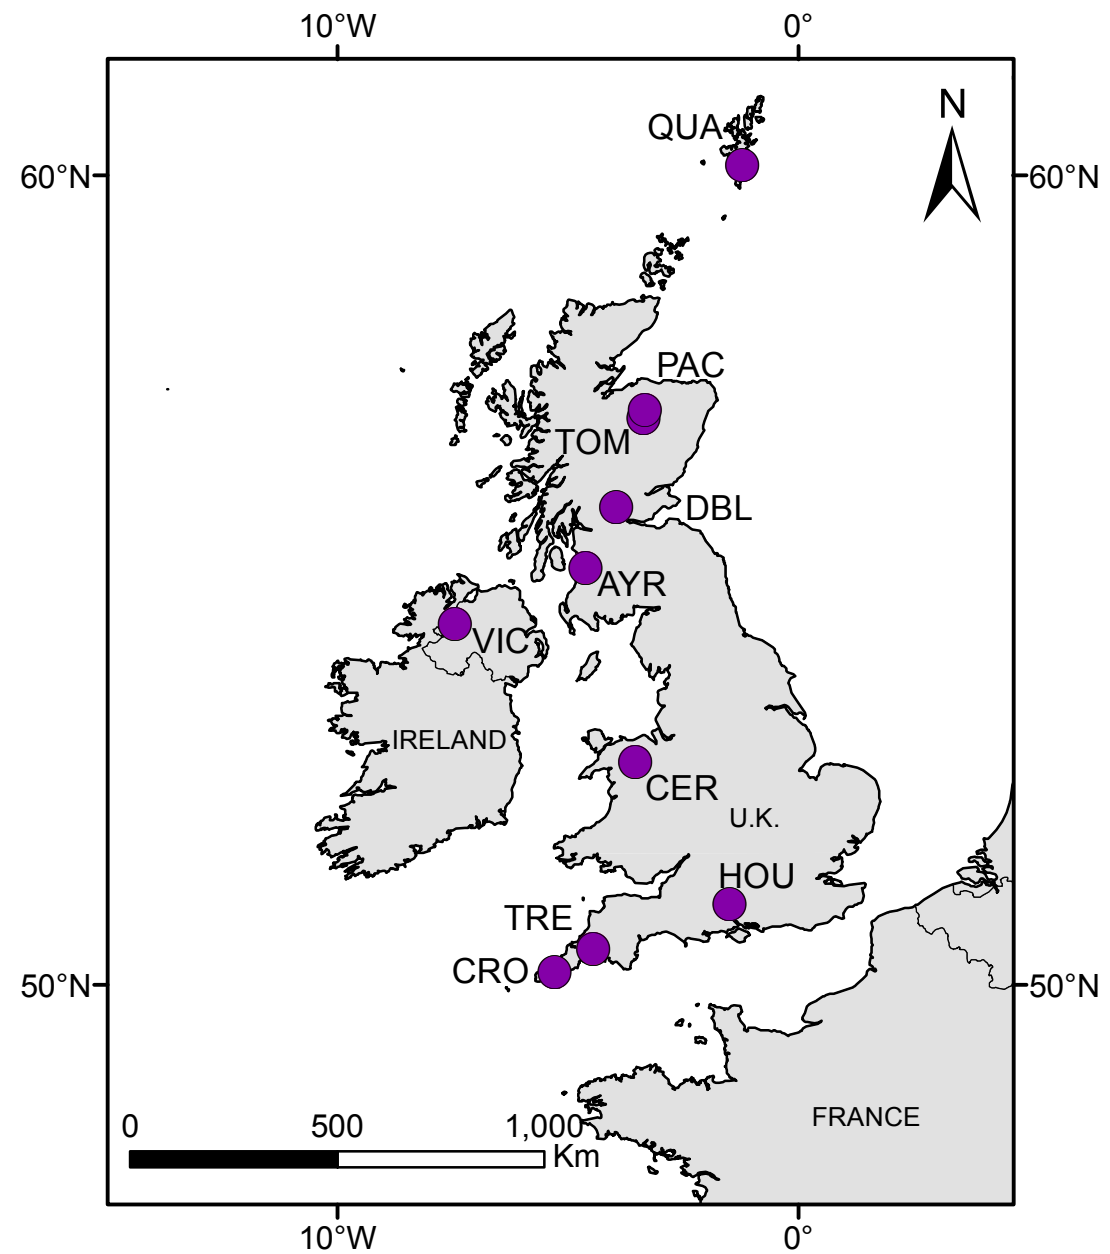 10°W 0°
N
QUA
60°N 60°N
PAC
TOM
DBL
AYR
VIC
IRELAND
CER
U.K.
HOU
TRE
CRO
50°N 50°N
FRANCE
0 500 1,000
Km
10°W 0°